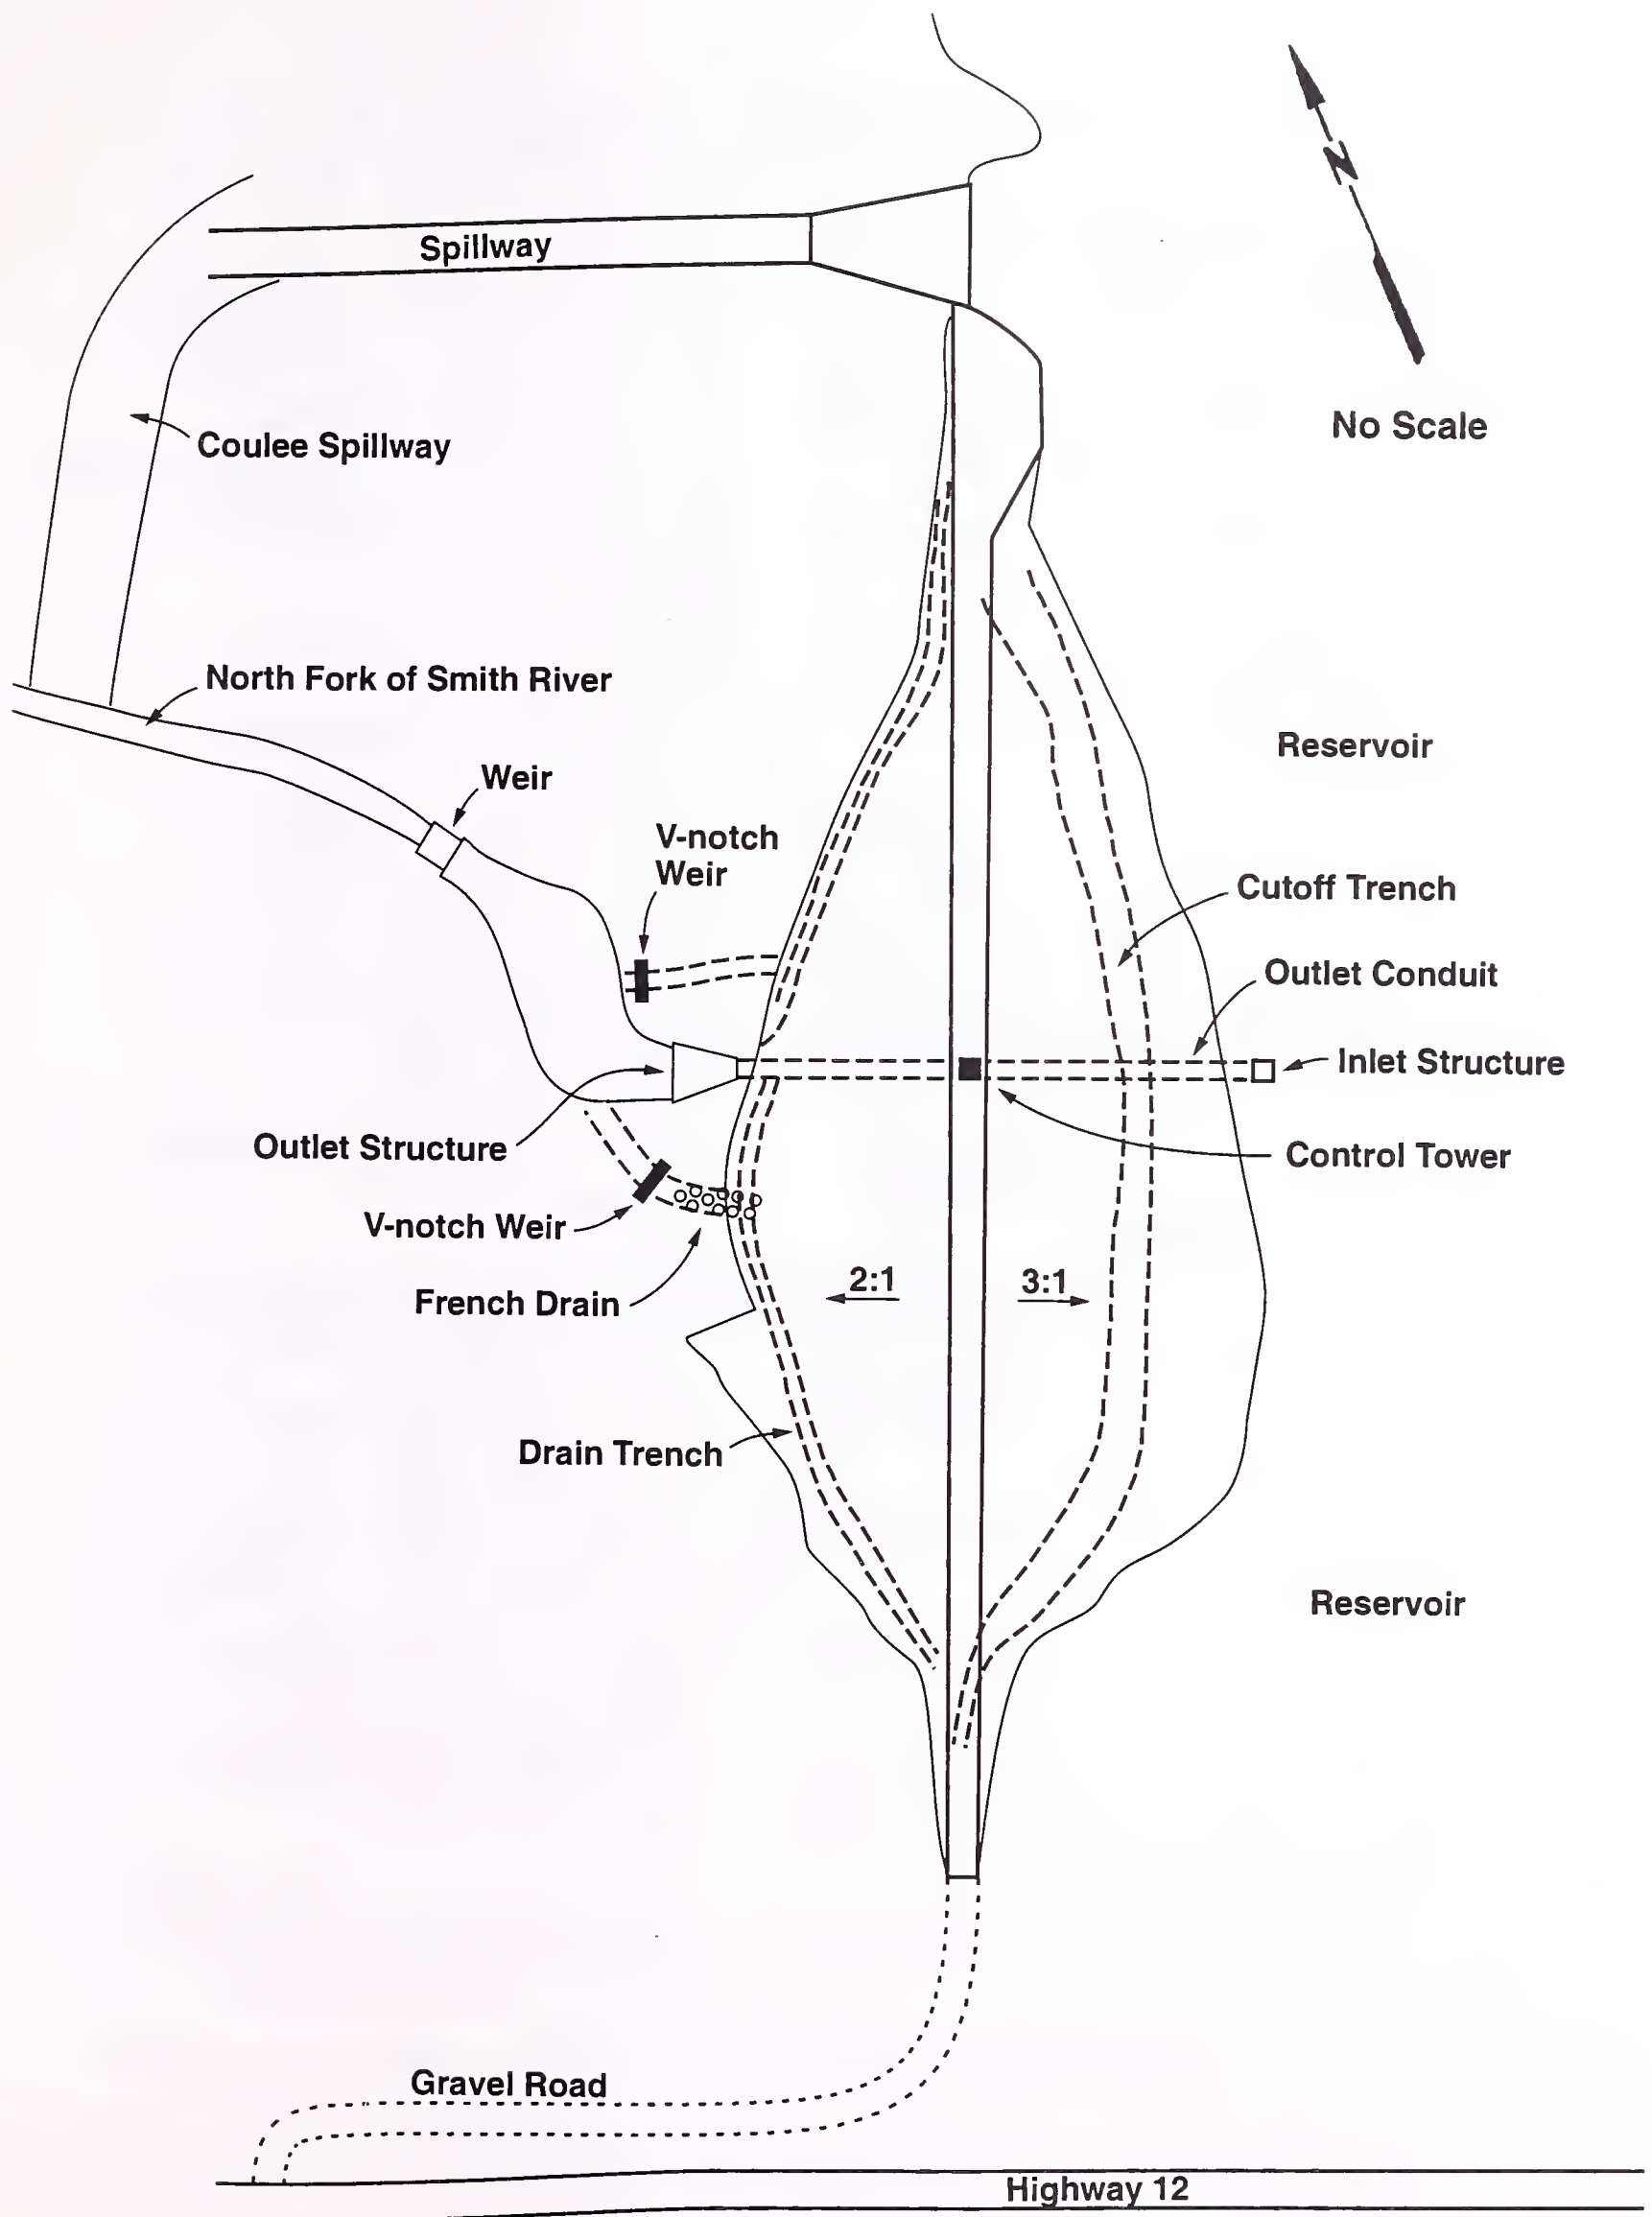 N
Spillway
No Scale
Coulee Spillway
North Fork of Smith River
Reservoir
Weir
V-notch
Weir
Cutoff Trench
Outlet Conduit
Inlet Structure
Outlet Structure
Control Tower
V-notch Weir
2:1
3:1
French Drain
Drain Trench
Reservoir
Gravel Road
Highway 12